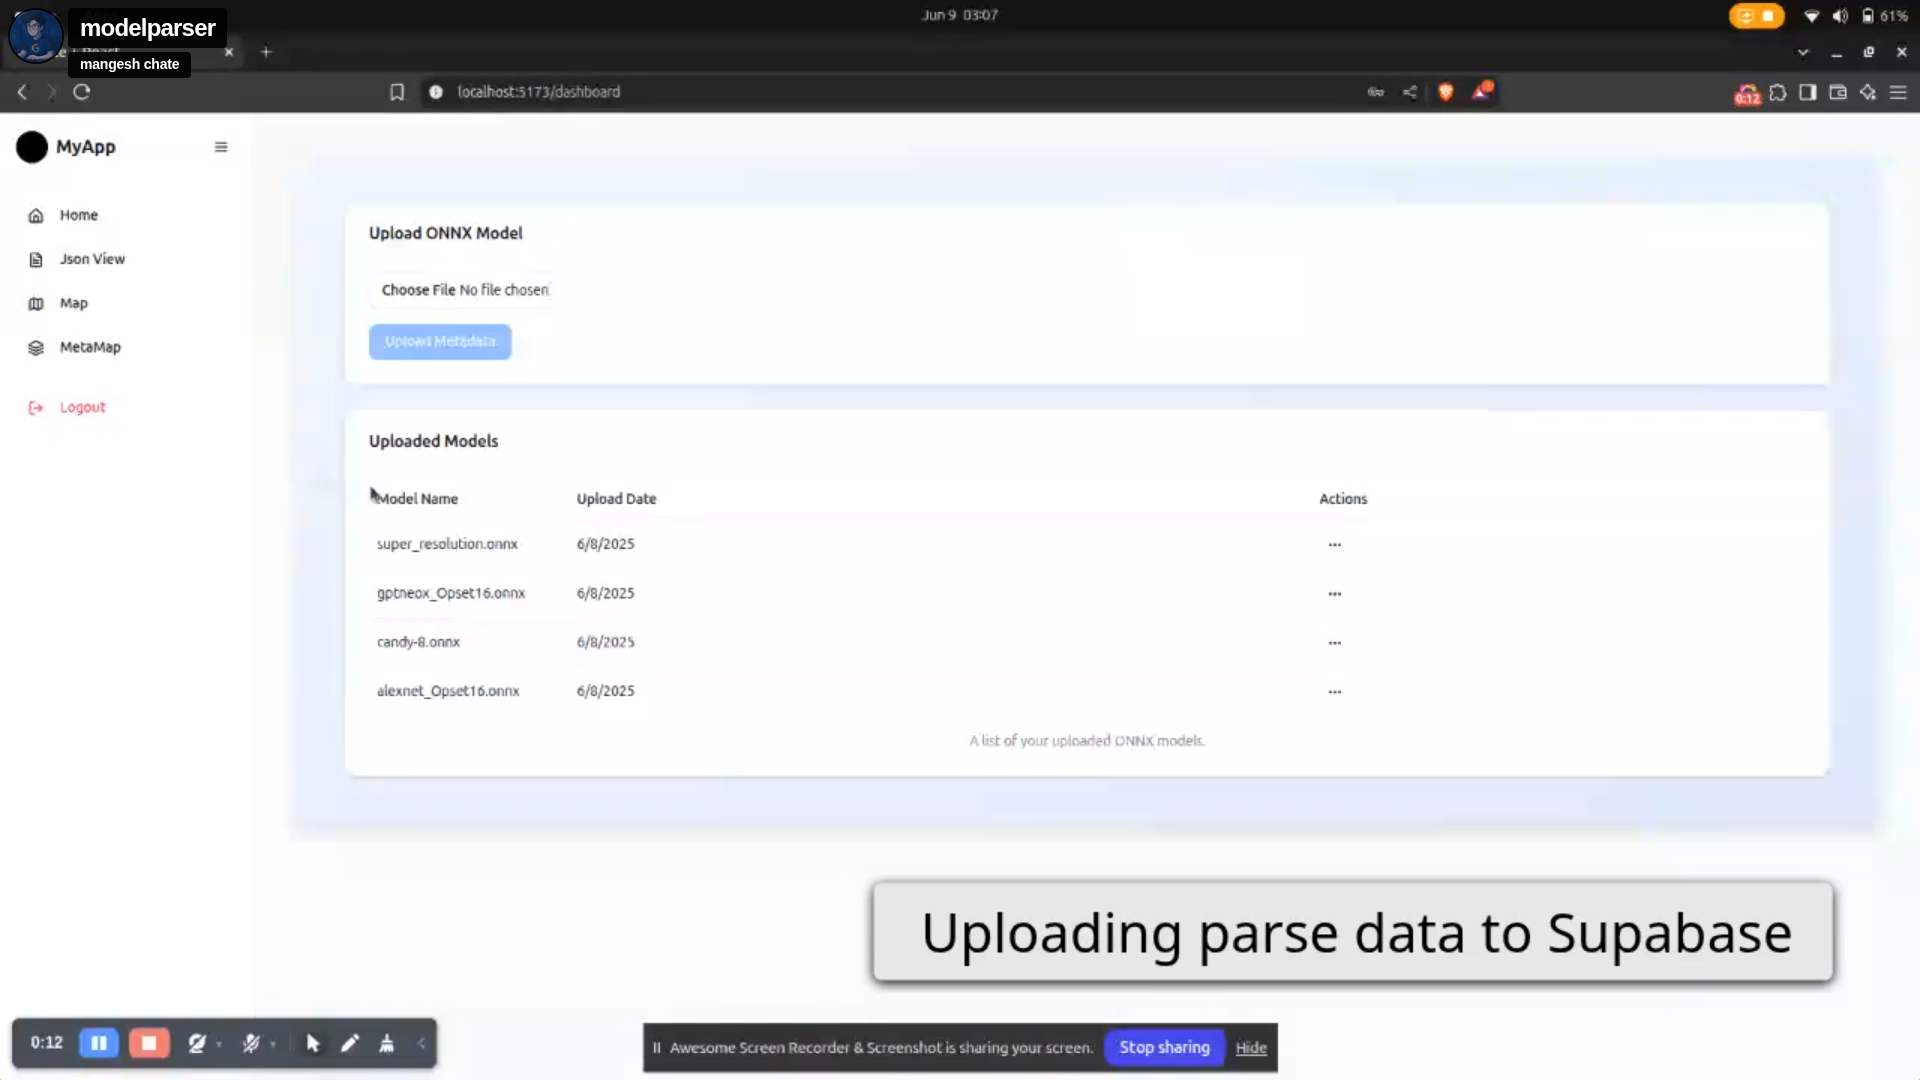 modelparser
mangesh chate
Jun 9 03:07
61%
localhost:5173/dashboard
0:12
MyApp
Home
Json View
Map
MetaMap
Logout
Upload ONNX Model
Choose File No file chosen
Upload Metadata
Uploaded Models
Model Name Upload Date Actions
super_resolution.onnx 6/8/2025 ...
gptneox_Opset16.onnx 6/8/2025 ...
candy-8.onnx 6/8/2025 ...
alexnet_Opset16.onnx 6/8/2025 ...
A list of your uploaded ONNX models.
Uploading parse data to Supabase
0:12
Awesome Screen Recorder & Screenshot is sharing your screen. Stop sharing Hide